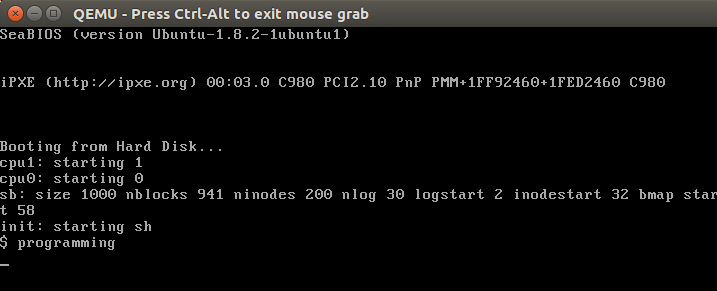 QEMU - Press Ctrl-Alt to exit mouse grab
SeaBIOS (version Ubuntu-1.8.2-1ubuntu1)
iPXE (http://ipxe.org) 00:03.0 C980 PCI2.10 PnP PMM+1FF92460+1FED2460 C980
Booting from Hard Disk...
cpu1: starting 1
cpu0: starting 0
sb: size 1000 nblocks 941 ninodes 200 nlog 30 logstart 2 inodestart 32 bmap star
t 58
init: starting sh
$ programming